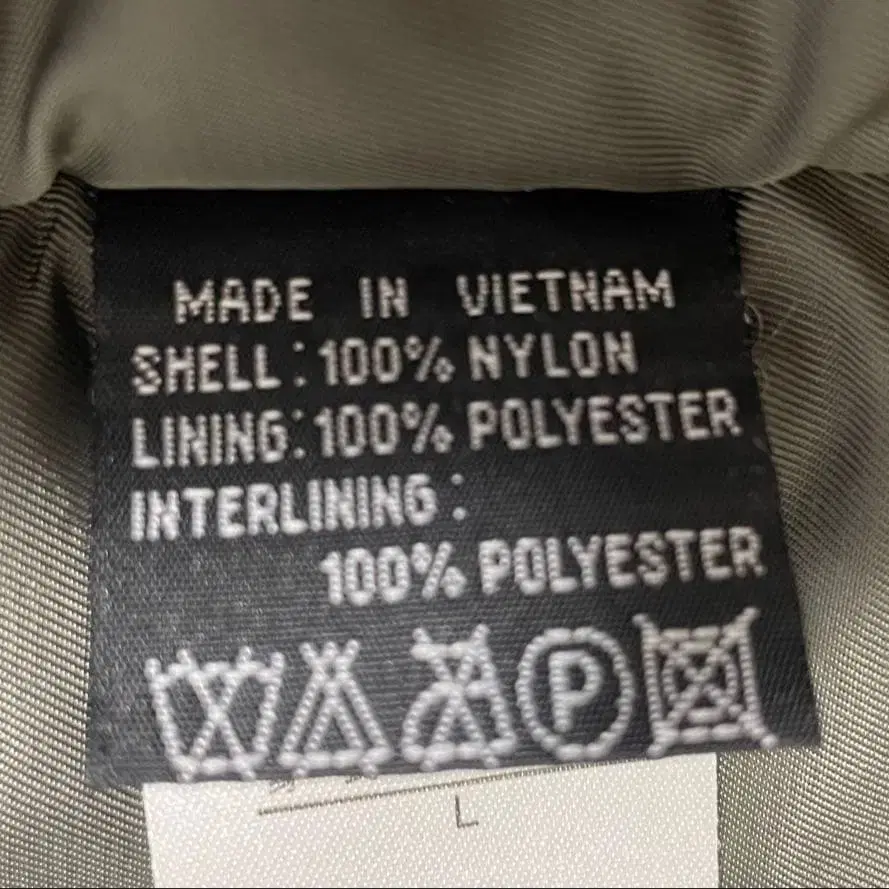 MADE IN VIETNAM
SHELL:100% NYLON
LINING:100% POLYESTER
INTERLINING:
100% POLYESTER
P
L